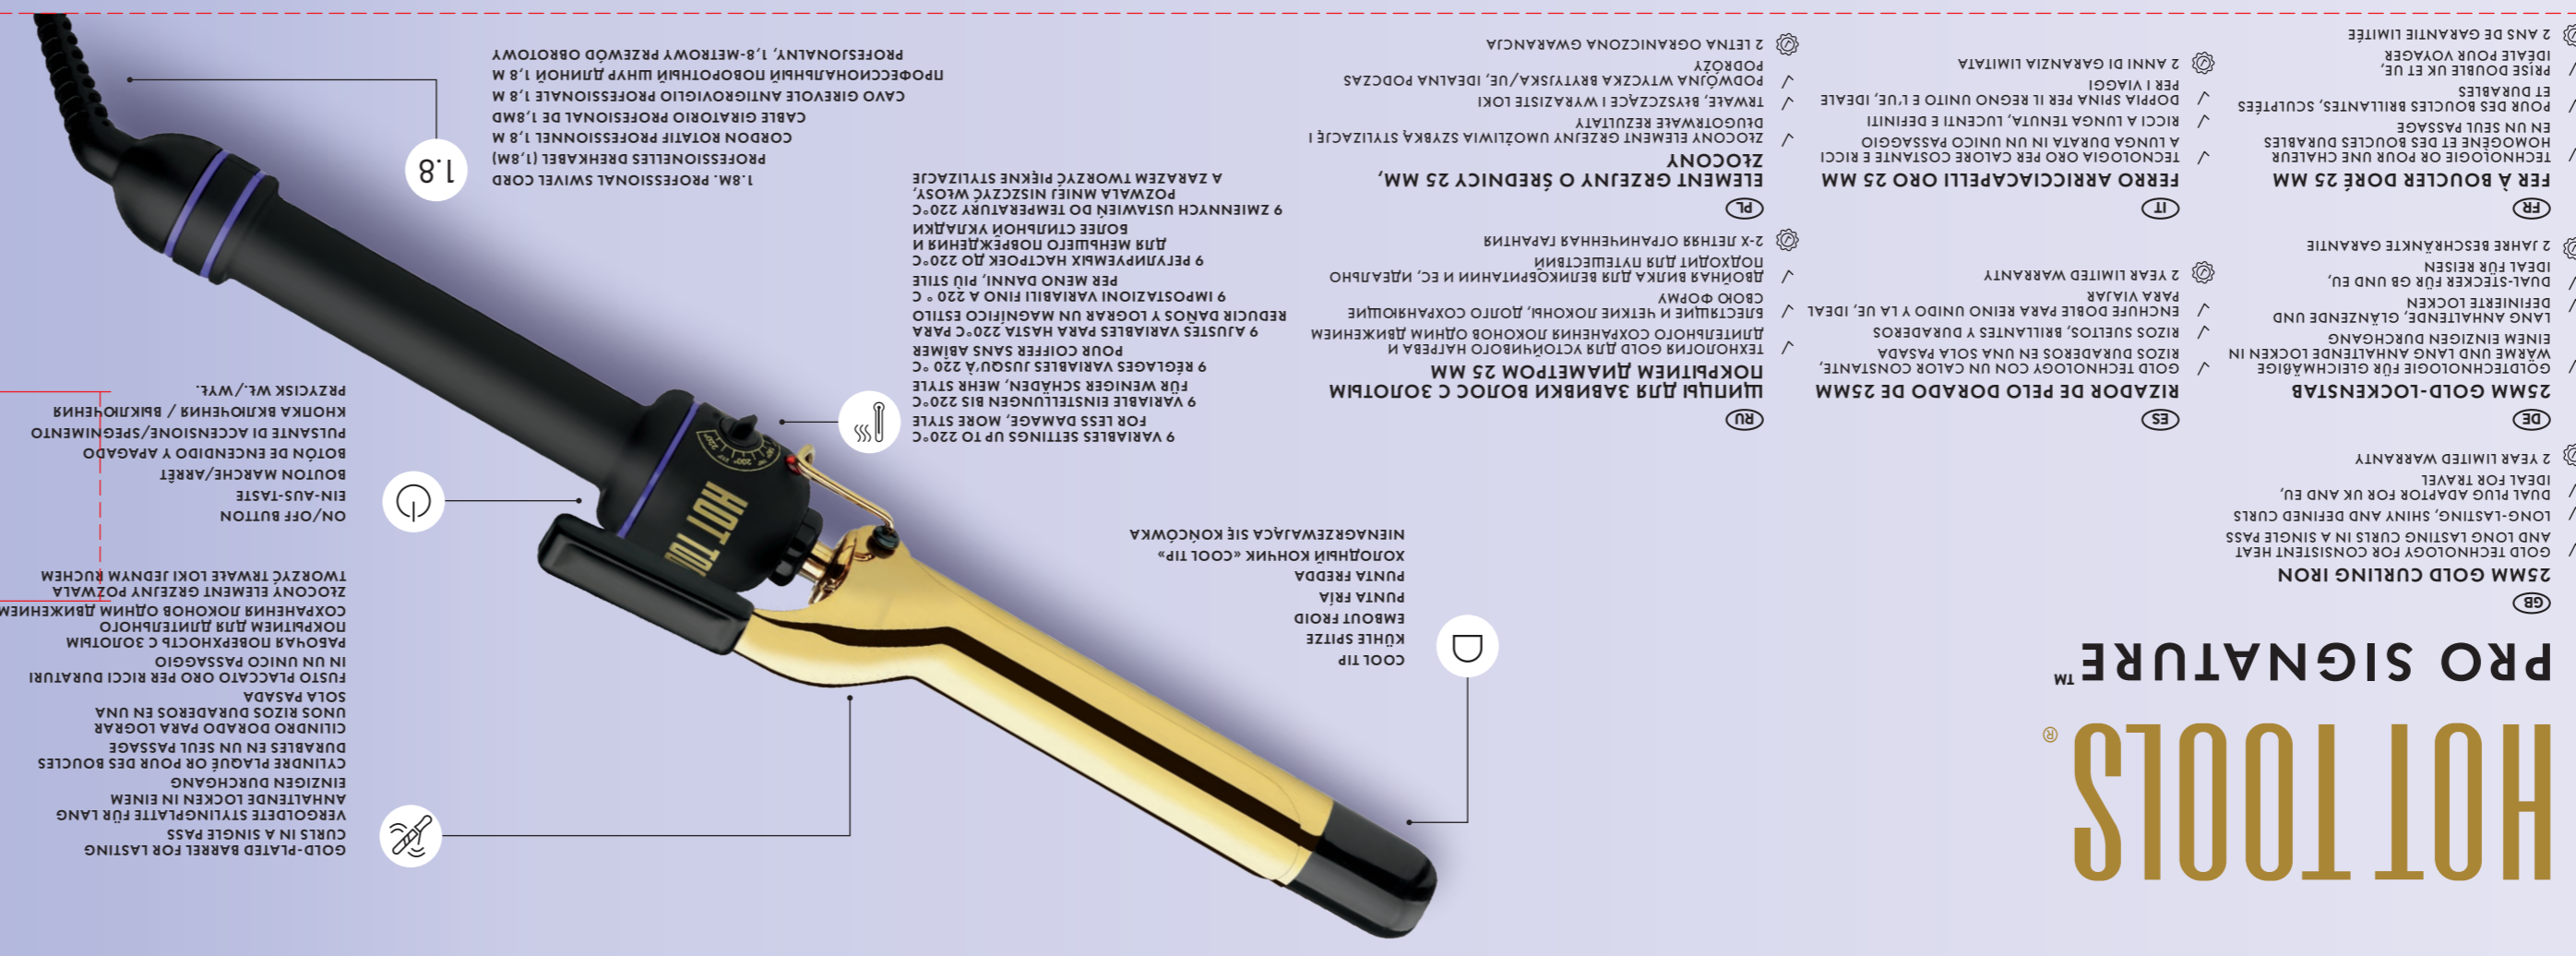 HOT TOOLS®
PRO SIGNATURE™
GB
25MM GOLD CURLING IRON
GOLD TECHNOLOGY FOR CONSISTENT HEAT
AND LONG LASTING CURLS IN A SINGLE PASS
LONG-LASTING, SHINY AND DEFINED CURLS
DUAL PLUG ADAPTOR FOR UK AND EU,
IDEAL FOR TRAVEL
2 YEAR LIMITED WARRANTY
DE
25MM GOLD-LOCKENSTAB
GOLDTECHNOLOGIE FÜR GLEICHMÄßIGE
WÄRME UND LANG ANHALTENDE LOCKEN IN
EINEM EINZIGEN DURCHGANG
LANG ANHALTENDE, GLÄNZENDE UND
DEFINIERTE LOCKEN
DUAL-STECKER FÜR GB UND EU,
IDEAL FÜR REISEN
2 JAHRE BESCHRÄNKTE GARANTIE
FR
FER À BOUCLER DORÉ 25 MM
TECHNOLOGIE OR POUR UNE CHALEUR
HOMOGÈNE ET DES BOUCLES DURABLES
EN UN SEUL PASSAGE
POUR DES BOUCLES BRILLANTES, SCULPTÉES
ET DURABLES
PRISE DOUBLE UK ET UE,
IDÉALE POUR VOYAGER
2 ANS DE GARANTIE LIMITÉE
ES
RIZADOR DE PELO DORADO DE 25MM
GOLD TECHNOLOGY CON UN CALOR CONSTANTE,
RIZOS DURADEROS EN UNA SOLA PASADA
RIZOS SUELTOS, BRILLANTES Y DURADEROS
ENCHUFE DOBLE PARA REINO UNIDO Y LA UE, IDEAL
PARA VIAJAR
2 YEAR LIMITED WARRANTY
IT
FERRO ARRICCIACAPELLI ORO 25 MM
TECNOLOGIA ORO PER CALORE COSTANTE E RICCI
A LUNGA DURATA IN UN UNICO PASSAGGIO
RICCI A LUNGA TENUTA, LUCENTI E DEFINITI
DOPPIA SPINA PER IL REGNO UNITO E L'UE, IDEALE
PER I VIAGGI
2 ANNI DI GARANZIA LIMITATA
RU
ЩИПЦЫ ДЛЯ ЗАВИВКИ ВОЛОС С ЗОЛОТЫМ
ПОКРЫТИЕМ ДИАМЕТРОМ 25 ММ
ТЕХНОЛОГИЯ GOLD ДЛЯ УСТОЙЧИВОГО НАГРЕВА И
ДЛИТЕЛЬНОГО СОХРАНЕНИЯ ЛОКОНОВ ОДНИМ ДВИЖЕНИЕМ
БЛЕСТЯЩИЕ И ЧЕТКИЕ ЛОКОНЫ, ДОЛГО СОХРАНЯЮЩИЕ
СВОЮ ФОРМУ
ДВОЙНАЯ ВИЛКА ДЛЯ ВЕЛИКОБРИТАНИИ И ЕС, ИДЕАЛЬНО
ПОДХОДИТ ДЛЯ ПУТЕШЕСТВИЙ
2-Х ЛЕТНЯЯ ОГРАНИЧЕННАЯ ГАРАНТИЯ
PL
ELEMENT GRZEJNY O ŚREDNICY 25 MM,
ZŁOCONY
ZŁOCONY ELEMENT GRZEJNY UMOŻLIWIA SZYBKĄ STYLIZACJĘ I
DŁUGOTRWAŁE REZULTATY
TRWAŁE, BŁYSZCZĄCE I WYRAZISTE LOKI
PODWÓJNA WTYCZKA BRYTYJSKA/UE, IDEALNA PODCZAS
PODRÓŻY
2 LETNIA OGRANICZONA GWARANCJA
COOL TIP
KÜHLE SPITZE
EMBOUT FROID
PUNTA FRÍA
PUNTA FREDDA
ХОЛОДНЫЙ КОНЧИК «COOL TIP»
NIENAGRZEWAJĄCA SIĘ KOŃCÓWKA
9 VARIABLES SETTINGS UP TO 220°C
FOR LESS DAMAGE, MORE STYLE
9 VARIABLE EINSTELLUNGEN BIS 220°C
FÜR WENIGER SCHÄDEN, MEHR STYLE
9 RÉGLAGES VARIABLES JUSQU'À 220 °C
POUR COIFFER SANS ABÎMER
9 AJUSTES VARIABLES PARA HASTA 220°C PARA
REDUCIR DAÑOS Y LOGRAR UN MAGNÍFICO ESTILO
9 IMPOSTAZIONI VARIABILI FINO A 220 ° C
PER MENO DANNI, PIÙ STILE
9 РЕГУЛИРУЕМЫХ НАСТРОЕК ДО 220°C
ДЛЯ МЕНЬШЕГО ПОВРЕЖДЕНИЯ И
БОЛЕЕ СТИЛЬНОЙ УКЛАДКИ
9 ZMIENNYCH USTAWIEŃ DO TEMPERATURY 220°C
POZWALA MNIEJ NISZCZYĆ WŁOSY,
A ZARAZEM TWORZYĆ PIĘKNE STYLIZACJE
1.8
1.8M. PROFESSIONAL SWIVEL CORD
PROFESSIONELLES DREHKABEL (1,8M)
CORDON ROTATIF PROFESSIONNEL 1,8 M
CABLE GIRATORIO PROFESIONAL DE 1,8MD
CAVO GIREVOLE ANTIGROVIGLIO PROFESSIONALE 1,8 M
ПРОФЕССИОНАЛЬНЫЙ ПОВОРОТНЫЙ ШНУР ДЛИНОЙ 1,8 М
PROFESJONALNY, 1,8-METROWY PRZEWÓD OBROTOWY
HOT TOO
220°
200°
GOLD-PLATED BARREL FOR LASTING
CURLS IN A SINGLE PASS
VERGOLDETE STYLINGPLATTE FÜR LANG
ANHALTENDE LOCKEN IN EINEM
EINZIGEN DURCHGANG
CYLINDRE PLAQUÉ OR POUR DES BOUCLES
DURABLES EN UN SEUL PASSAGE
CILINDRO DORADO PARA LOGRAR
UNOS RIZOS DURADEROS EN UNA
SOLA PASADA
FUSTO PLACCATO ORO PER RICCI DURATURI
IN UN UNICO PASSAGGIO
РАБОЧАЯ ПОВЕРХНОСТЬ С ЗОЛОТЫМ
ПОКРЫТИЕМ ДЛЯ ДЛИТЕЛЬНОГО
СОХРАНЕНИЯ ЛОКОНОВ ОДНИМ ДВИЖЕНИЕМ
ZŁOCONY ELEMENT GRZEJNY POZWALA
TWORZYĆ TRWAŁE LOKI JEDNYM RUCHEM
ON/OFF BUTTON
EIN-AUS-TASTE
BOUTON MARCHE/ARRÊT
BOTÓN DE ENCENDIDO Y APAGADO
PULSANTE DI ACCENSIONE/SPEGNIMENTO
КНОПКА ВКЛЮЧЕНИЯ / ВЫКЛЮЧЕНИЯ
PRZYCISK WŁ./WYŁ.